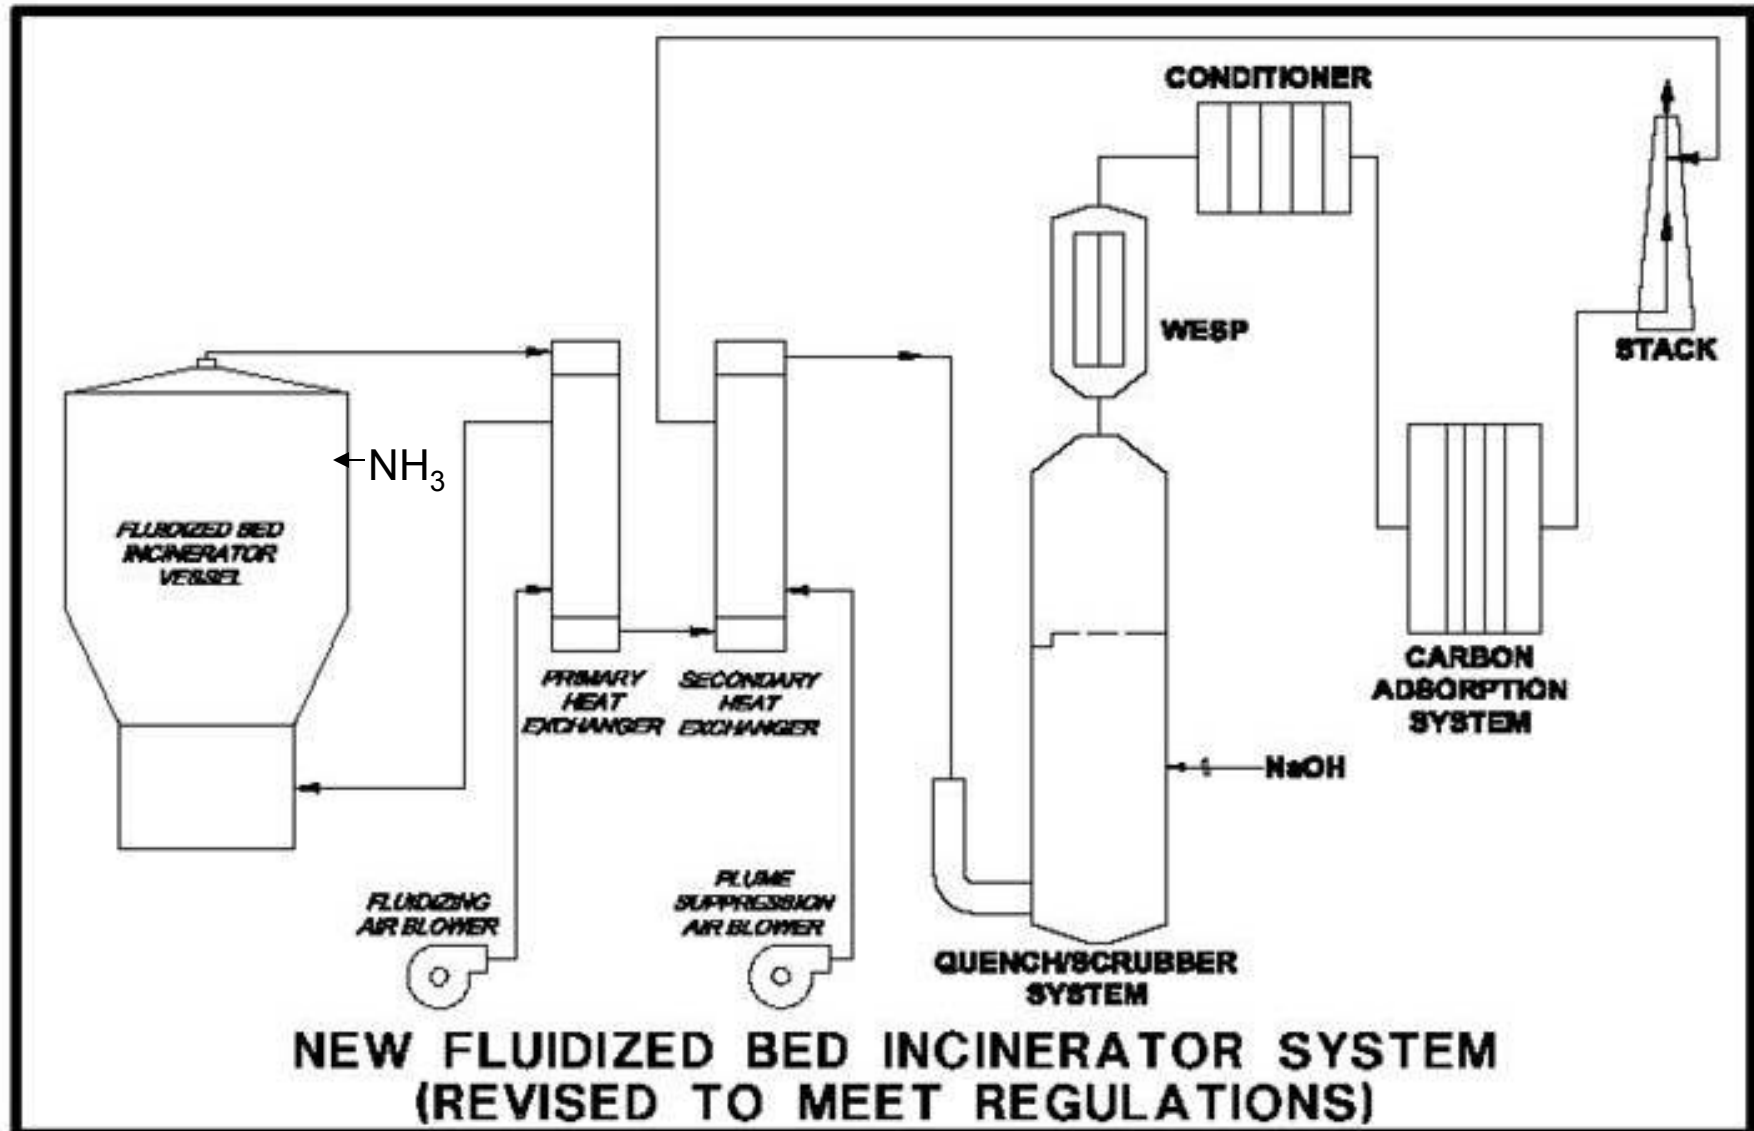 CONDITIONER
WESP
STACK
NH₃
FLUIDIZED BED
INCINERATOR
VESSEL
PRIMARY
HEAT
EXCHANGER
SECONDARY
HEAT
EXCHANGER
CARBON
ADSORPTION
SYSTEM
NaOH
FLUIDIZING
AIR BLOWER
PLUME
SUPPRESSION
AIR BLOWER
QUENCH/SCRUBBER
SYSTEM
NEW FLUIDIZED BED INCINERATOR SYSTEM
(REVISED TO MEET REGULATIONS)